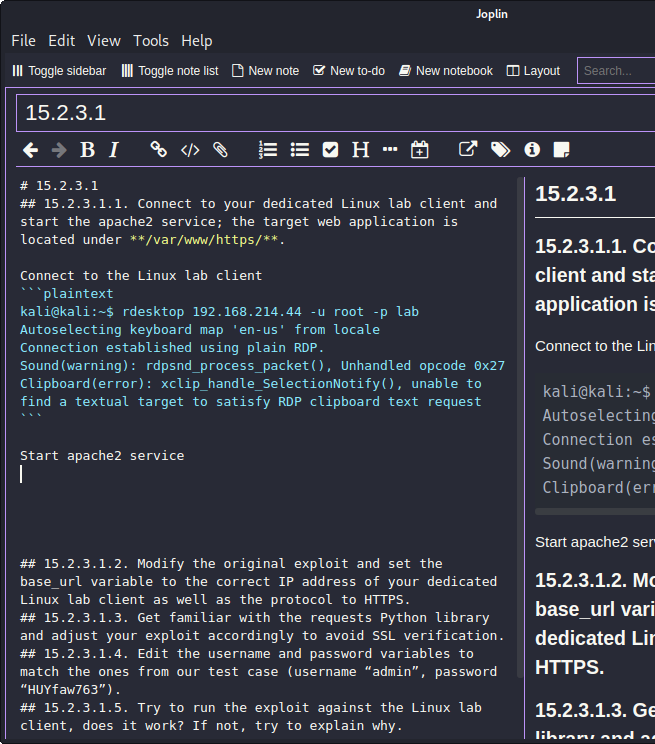 Joplin
File Edit View Tools Help
Toggle sidebar Toggle note list New note New to-do New notebook Layout Search...
15.2.3.1
B I H
# 15.2.3.1
## 15.2.3.1.1. Connect to your dedicated Linux lab client and
start the apache2 service; the target web application is
located under **/var/www/https/**.
Connect to the Linux lab client
```plaintext
kali@kali:~$ rdesktop 192.168.214.44 -u root -p lab
Autoselecting keyboard map 'en-us' from locale
Connection established using plain RDP.
Sound(warning): rdpsnd_process_packet(), Unhandled opcode 0x27
Clipboard(error): xclip_handle_SelectionNotify(), unable to
find a textual target to satisfy RDP clipboard text request
```
Start apache2 service
## 15.2.3.1.2. Modify the original exploit and set the
base_url variable to the correct IP address of your dedicated
Linux lab client as well as the protocol to HTTPS.
## 15.2.3.1.3. Get familiar with the requests Python library
and adjust your exploit accordingly to avoid SSL verification.
## 15.2.3.1.4. Edit the username and password variables to
match the ones from our test case (username “admin”, password
“HUYfaw763”).
## 15.2.3.1.5. Try to run the exploit against the Linux lab
client, does it work? If not, try to explain why.
15.2.3.1
15.2.3.1.1. Co
client and sta
application is
Connect to the Lin
kali@kali:~$
Autoselecting
Connection es
Sound(warning
Clipboard(err
Start apache2 serv
15.2.3.1.2. Mo
base_url vari
dedicated Lin
HTTPS.
15.2.3.1.3. Ge
library and a